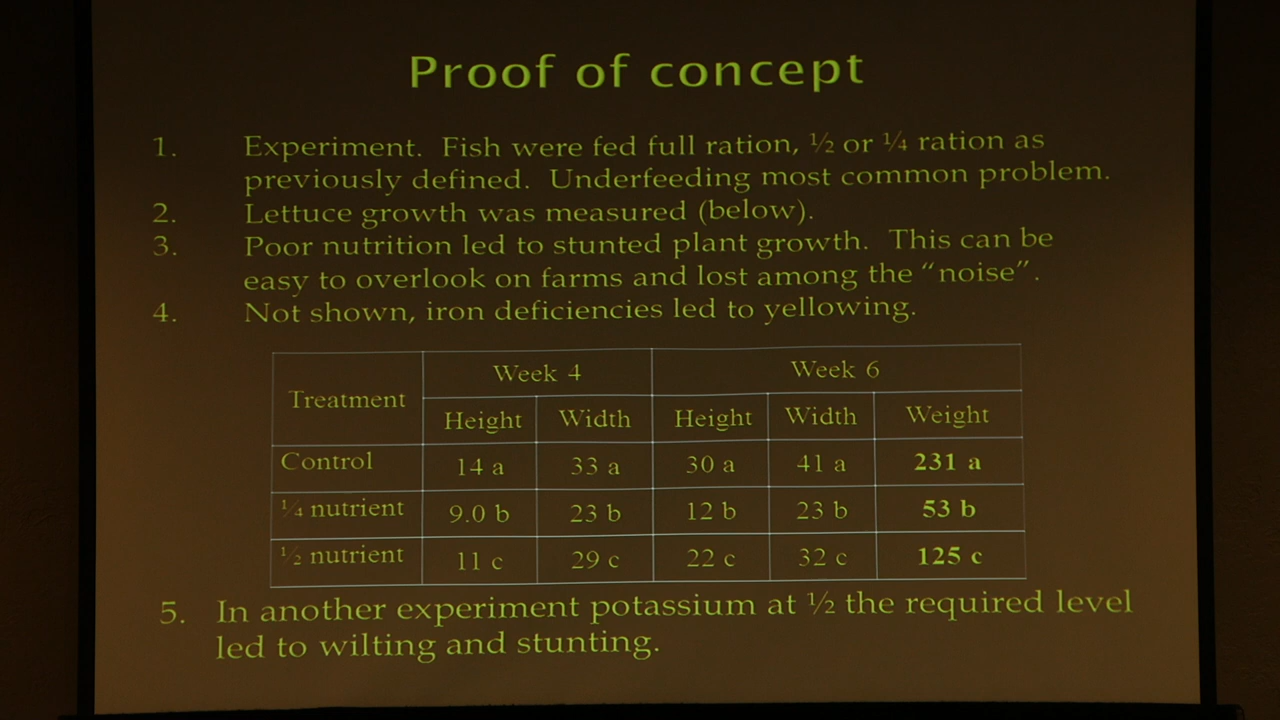 Proof of concept
1. Experiment. Fish were fed full ration, ½ or ¼ ration as
previously defined. Underfeeding most common problem.
2. Lettuce growth was measured (below).
3. Poor nutrition led to stunted plant growth. This can be
easy to overlook on farms and lost among the “noise”.
4. Not shown, iron deficiencies led to yellowing.
Treatment Week 4 Week 6
Height Width Height Width Weight
Control 14 a 33 a 30 a 41 a 231 a
¼ nutrient 9.0 b 23 b 12 b 23 b 53 b
½ nutrient 11 c 29 c 22 c 32 c 125 c
5. In another experiment potassium at ½ the required level
led to wilting and stunting.